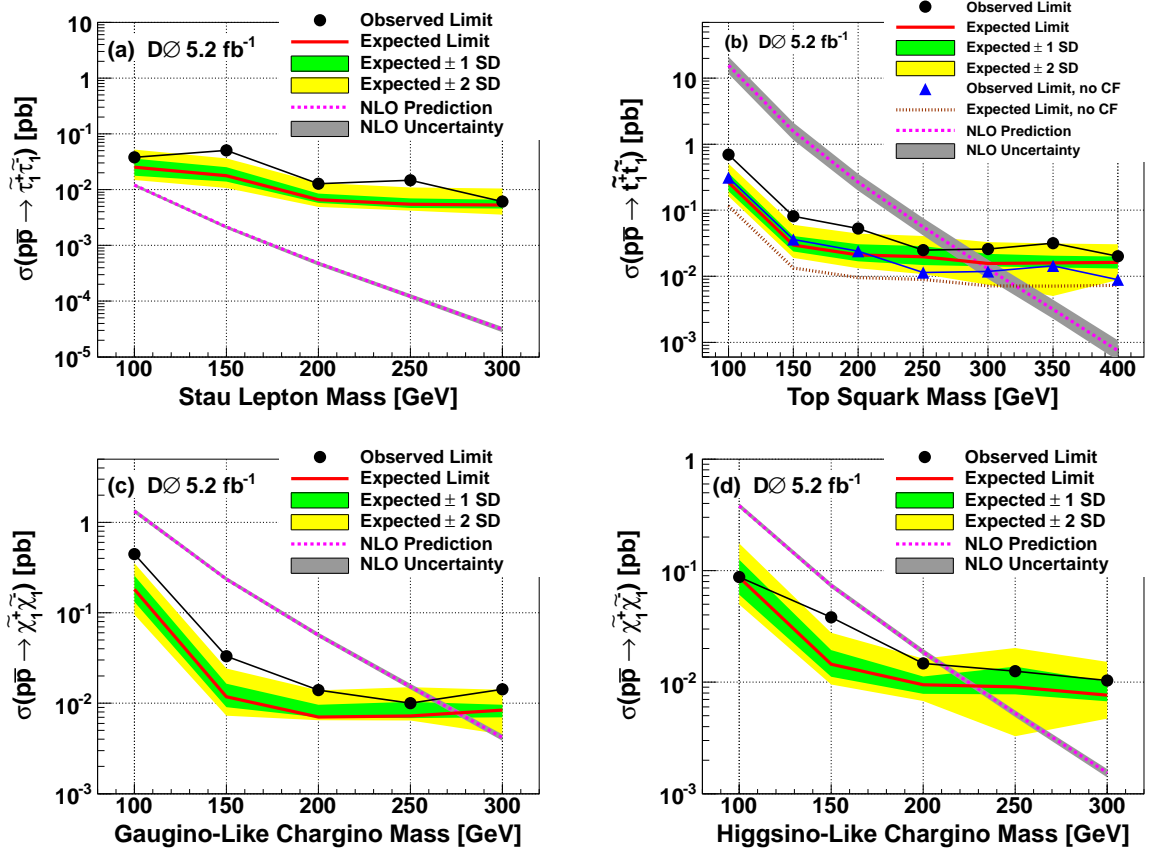 (a) DØ 5.2 fb⁻¹
Observed Limit
Expected Limit
Expected ± 1 SD
Expected ± 2 SD
NLO Prediction
NLO Uncertainty
σ(pp̅ → τ̃₁⁺τ̃₁⁻) [pb]
10
1
10⁻¹
10⁻²
10⁻³
10⁻⁴
10⁻⁵
100 150 200 250 300
Stau Lepton Mass [GeV]
(b) DØ 5.2 fb⁻¹
Observed Limit
Expected Limit
Expected ± 1 SD
Expected ± 2 SD
Observed Limit, no CF
Expected Limit, no CF
NLO Prediction
NLO Uncertainty
σ(pp̅ → t̃₁t̃₁) [pb]
10
1
10⁻¹
10⁻²
10⁻³
100 150 200 250 300 350 400
Top Squark Mass [GeV]
(c) DØ 5.2 fb⁻¹
Observed Limit
Expected Limit
Expected ± 1 SD
Expected ± 2 SD
NLO Prediction
NLO Uncertainty
σ(pp̅ → χ̃₁⁺χ̃₁⁻) [pb]
1
10⁻¹
10⁻²
10⁻³
100 150 200 250 300
Gaugino-Like Chargino Mass [GeV]
(d) DØ 5.2 fb⁻¹
Observed Limit
Expected Limit
Expected ± 1 SD
Expected ± 2 SD
NLO Prediction
NLO Uncertainty
σ(pp̅ → χ̃₁⁺χ̃₁⁻) [pb]
1
10⁻¹
10⁻²
10⁻³
100 150 200 250 300
Higgsino-Like Chargino Mass [GeV]